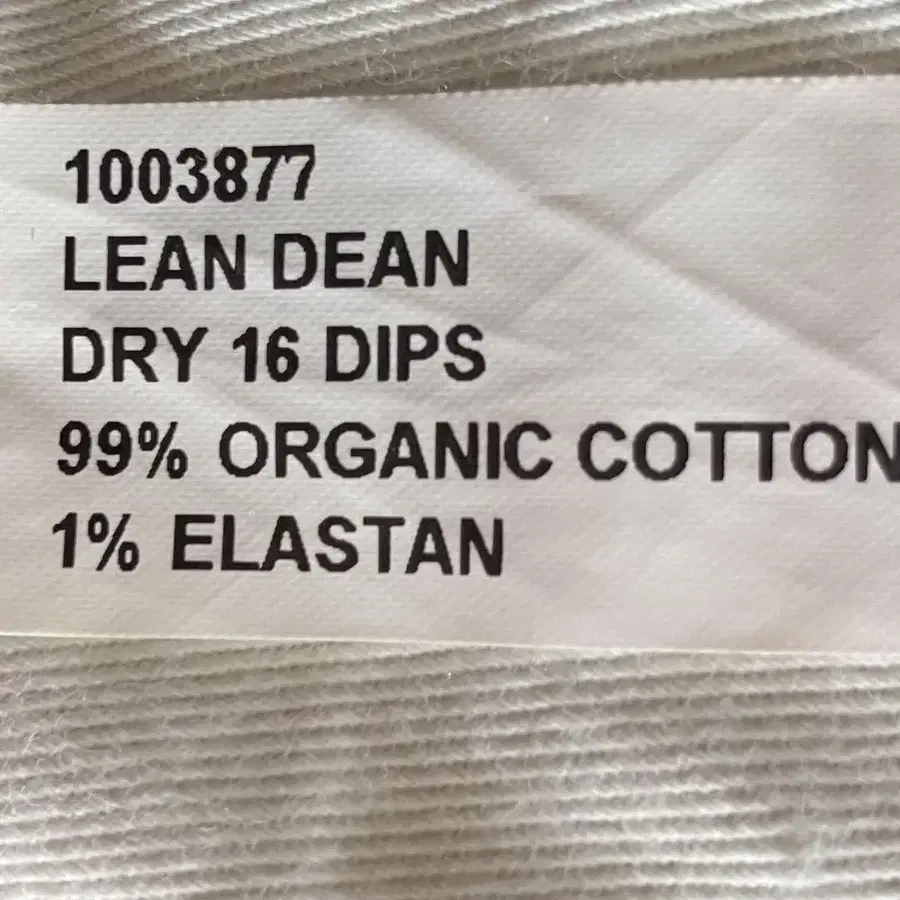 1003877
LEAN DEAN
DRY 16 DIPS
99% ORGANIC COTTON
1% ELASTAN